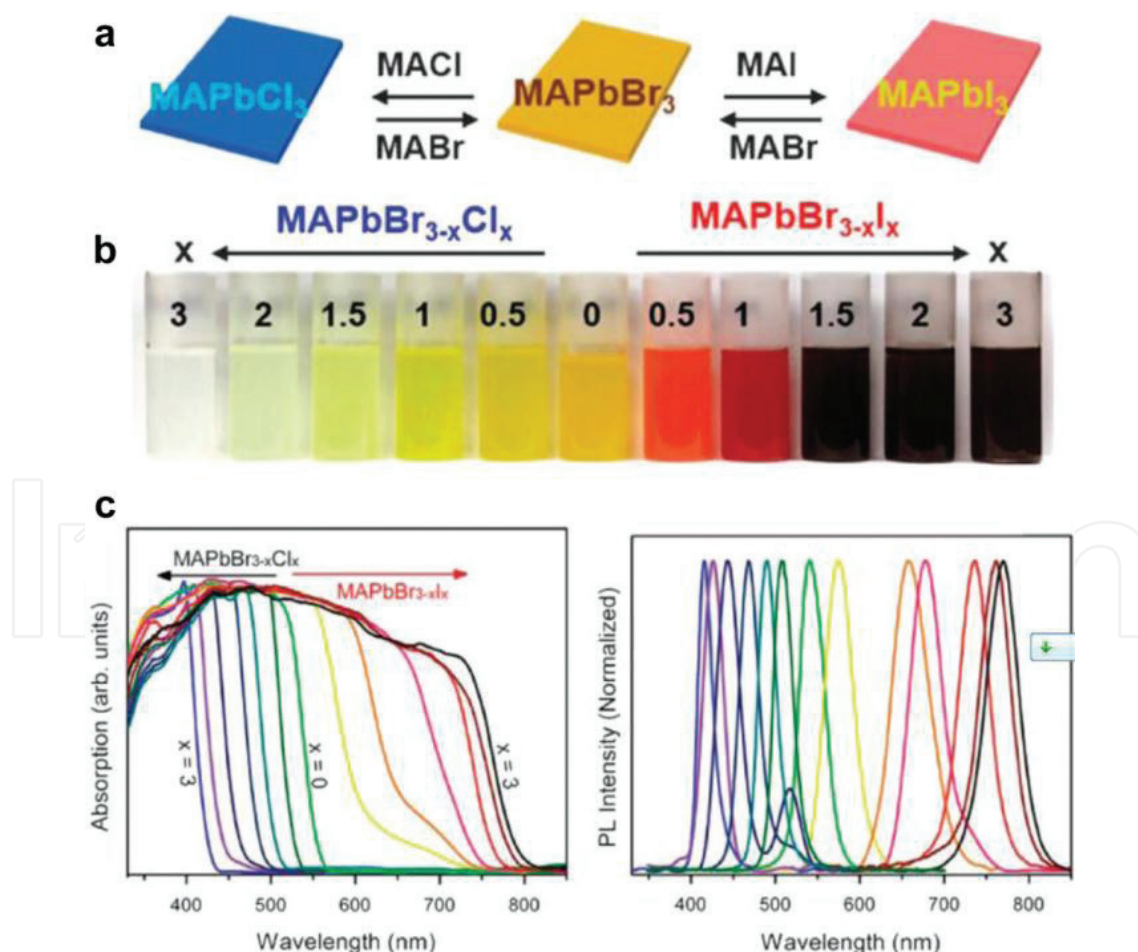 a
MAPbCl₃
MACl
MABr
MAPbBr₃
MAI
MABr
MAPbI₃
MAPbBr₃₋ₓClₓ
MAPbBr₃₋ₓIₓ
b
x
x
3 2 1.5 1 0.5 0 0.5 1 1.5 2 3
c
MAPbBr₃₋ₓClₓ
MAPbBr₃₋ₓIₓ
x = 3
x = 0
x = 3
Absorption (arb. units)
400 500 600 700 800
Wavelength (nm)
PL Intensity (Normalized)
400 500 600 700 800
Wavelength (nm)